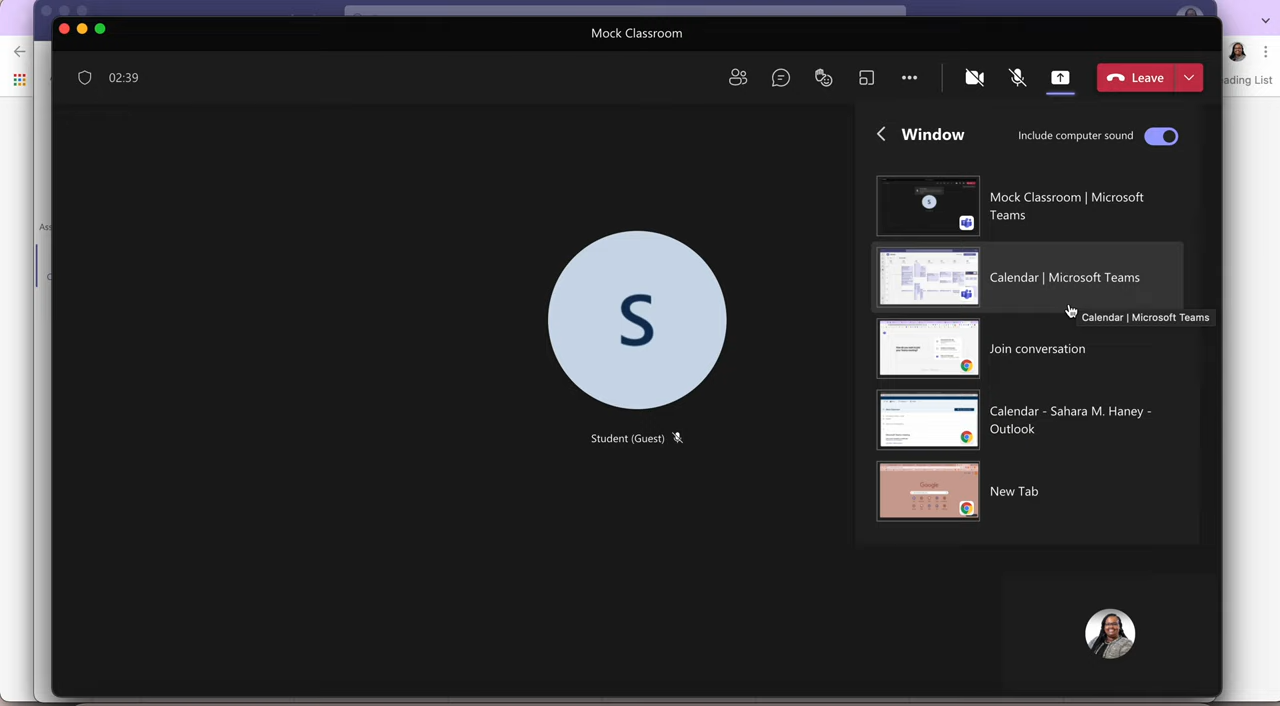 Mock Classroom
ading List
02:39
Leave
Window
Include computer sound
Mock Classroom | Microsoft
Teams
S
Calendar | Microsoft Teams
Calendar | Microsoft Teams
Join conversation
Calendar - Sahara M. Haney -
Outlook
Student (Guest)
Google
New Tab